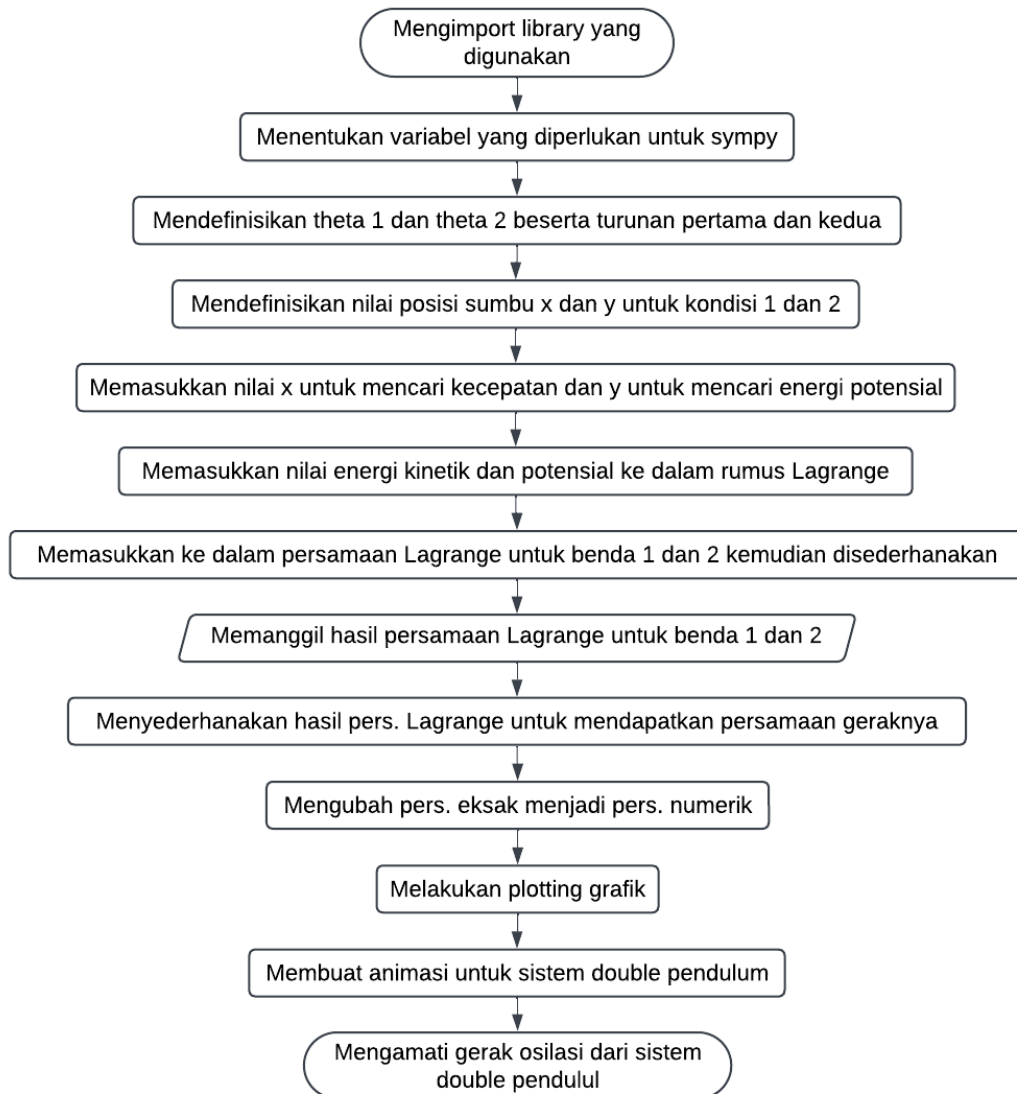 Mengimport library yang
digunakan
Menentukan variabel yang diperlukan untuk sympy
Mendefinisikan theta 1 dan theta 2 beserta turunan pertama dan kedua
Mendefinisikan nilai posisi sumbu x dan y untuk kondisi 1 dan 2
Memasukkan nilai x untuk mencari kecepatan dan y untuk mencari energi potensial
Memasukkan nilai energi kinetik dan potensial ke dalam rumus Lagrange
Memasukkan ke dalam persamaan Lagrange untuk benda 1 dan 2 kemudian disederhanakan
Memanggil hasil persamaan Lagrange untuk benda 1 dan 2
Menyederhanakan hasil pers. Lagrange untuk mendapatkan persamaan geraknya
Mengubah pers. eksak menjadi pers. numerik
Melakukan plotting grafik
Membuat animasi untuk sistem double pendulum
Mengamati gerak osilasi dari sistem
double pendulul